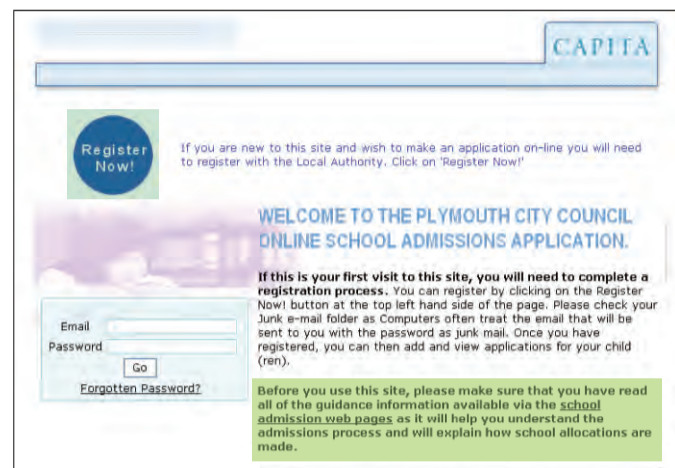 CAPITA
Register
Now!
If you are new to this site and wish to make an application on-line you will need
to register with the Local Authority. Click on 'Register Now!'
WELCOME TO THE PLYMOUTH CITY COUNCIL
ONLINE SCHOOL ADMISSIONS APPLICATION.
If this is your first visit to this site, you will need to complete a
registration process. You can register by clicking on the Register
Now! button at the top left hand side of the page. Please check your
Junk e-mail folder as Computers often treat the email that will be
sent to you with the password as junk mail. Once you have
registered, you can then add and view applications for your child
(ren).
Email
Password
Go
Forgotten Password?
Before you use this site, please make sure that you have read
all of the guidance information available via the school
admission web pages as it will help you understand the
admissions process and will explain how school allocations are
made.